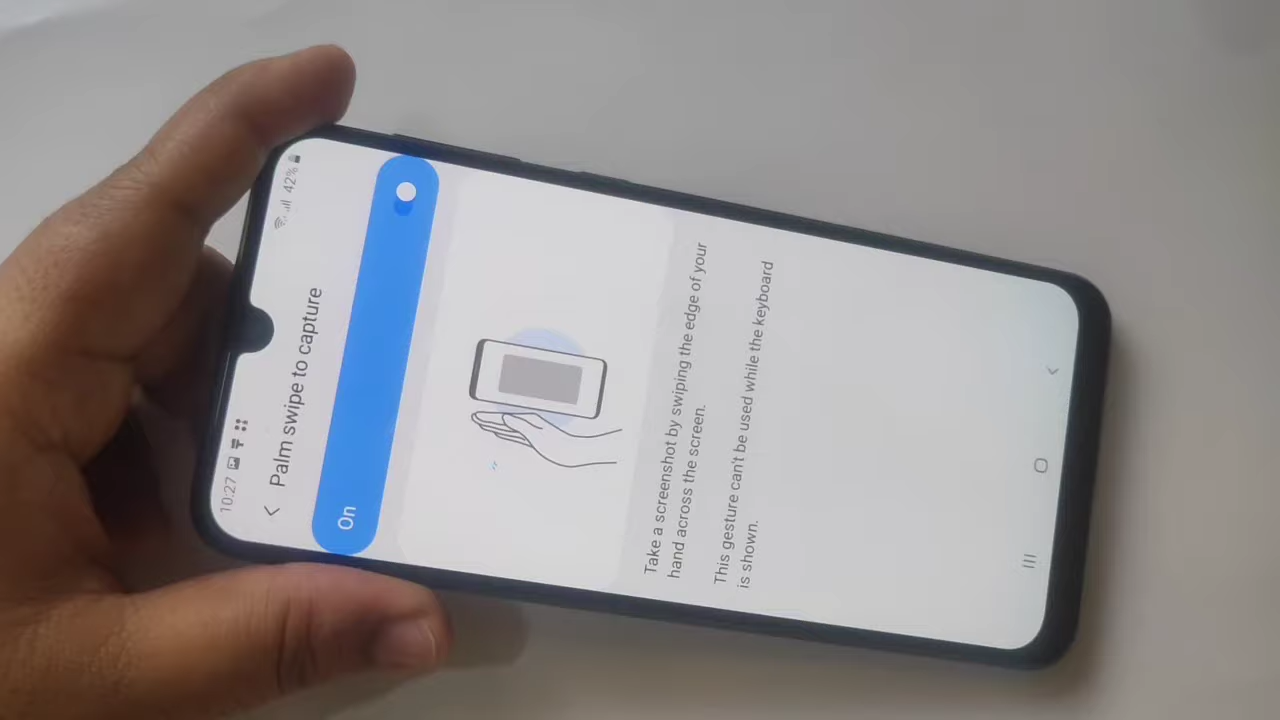 10:27
42%
Palm swipe to capture
On
Take a screenshot by swiping the edge of your
hand across the screen.
This gesture can't be used while the keyboard
is shown.